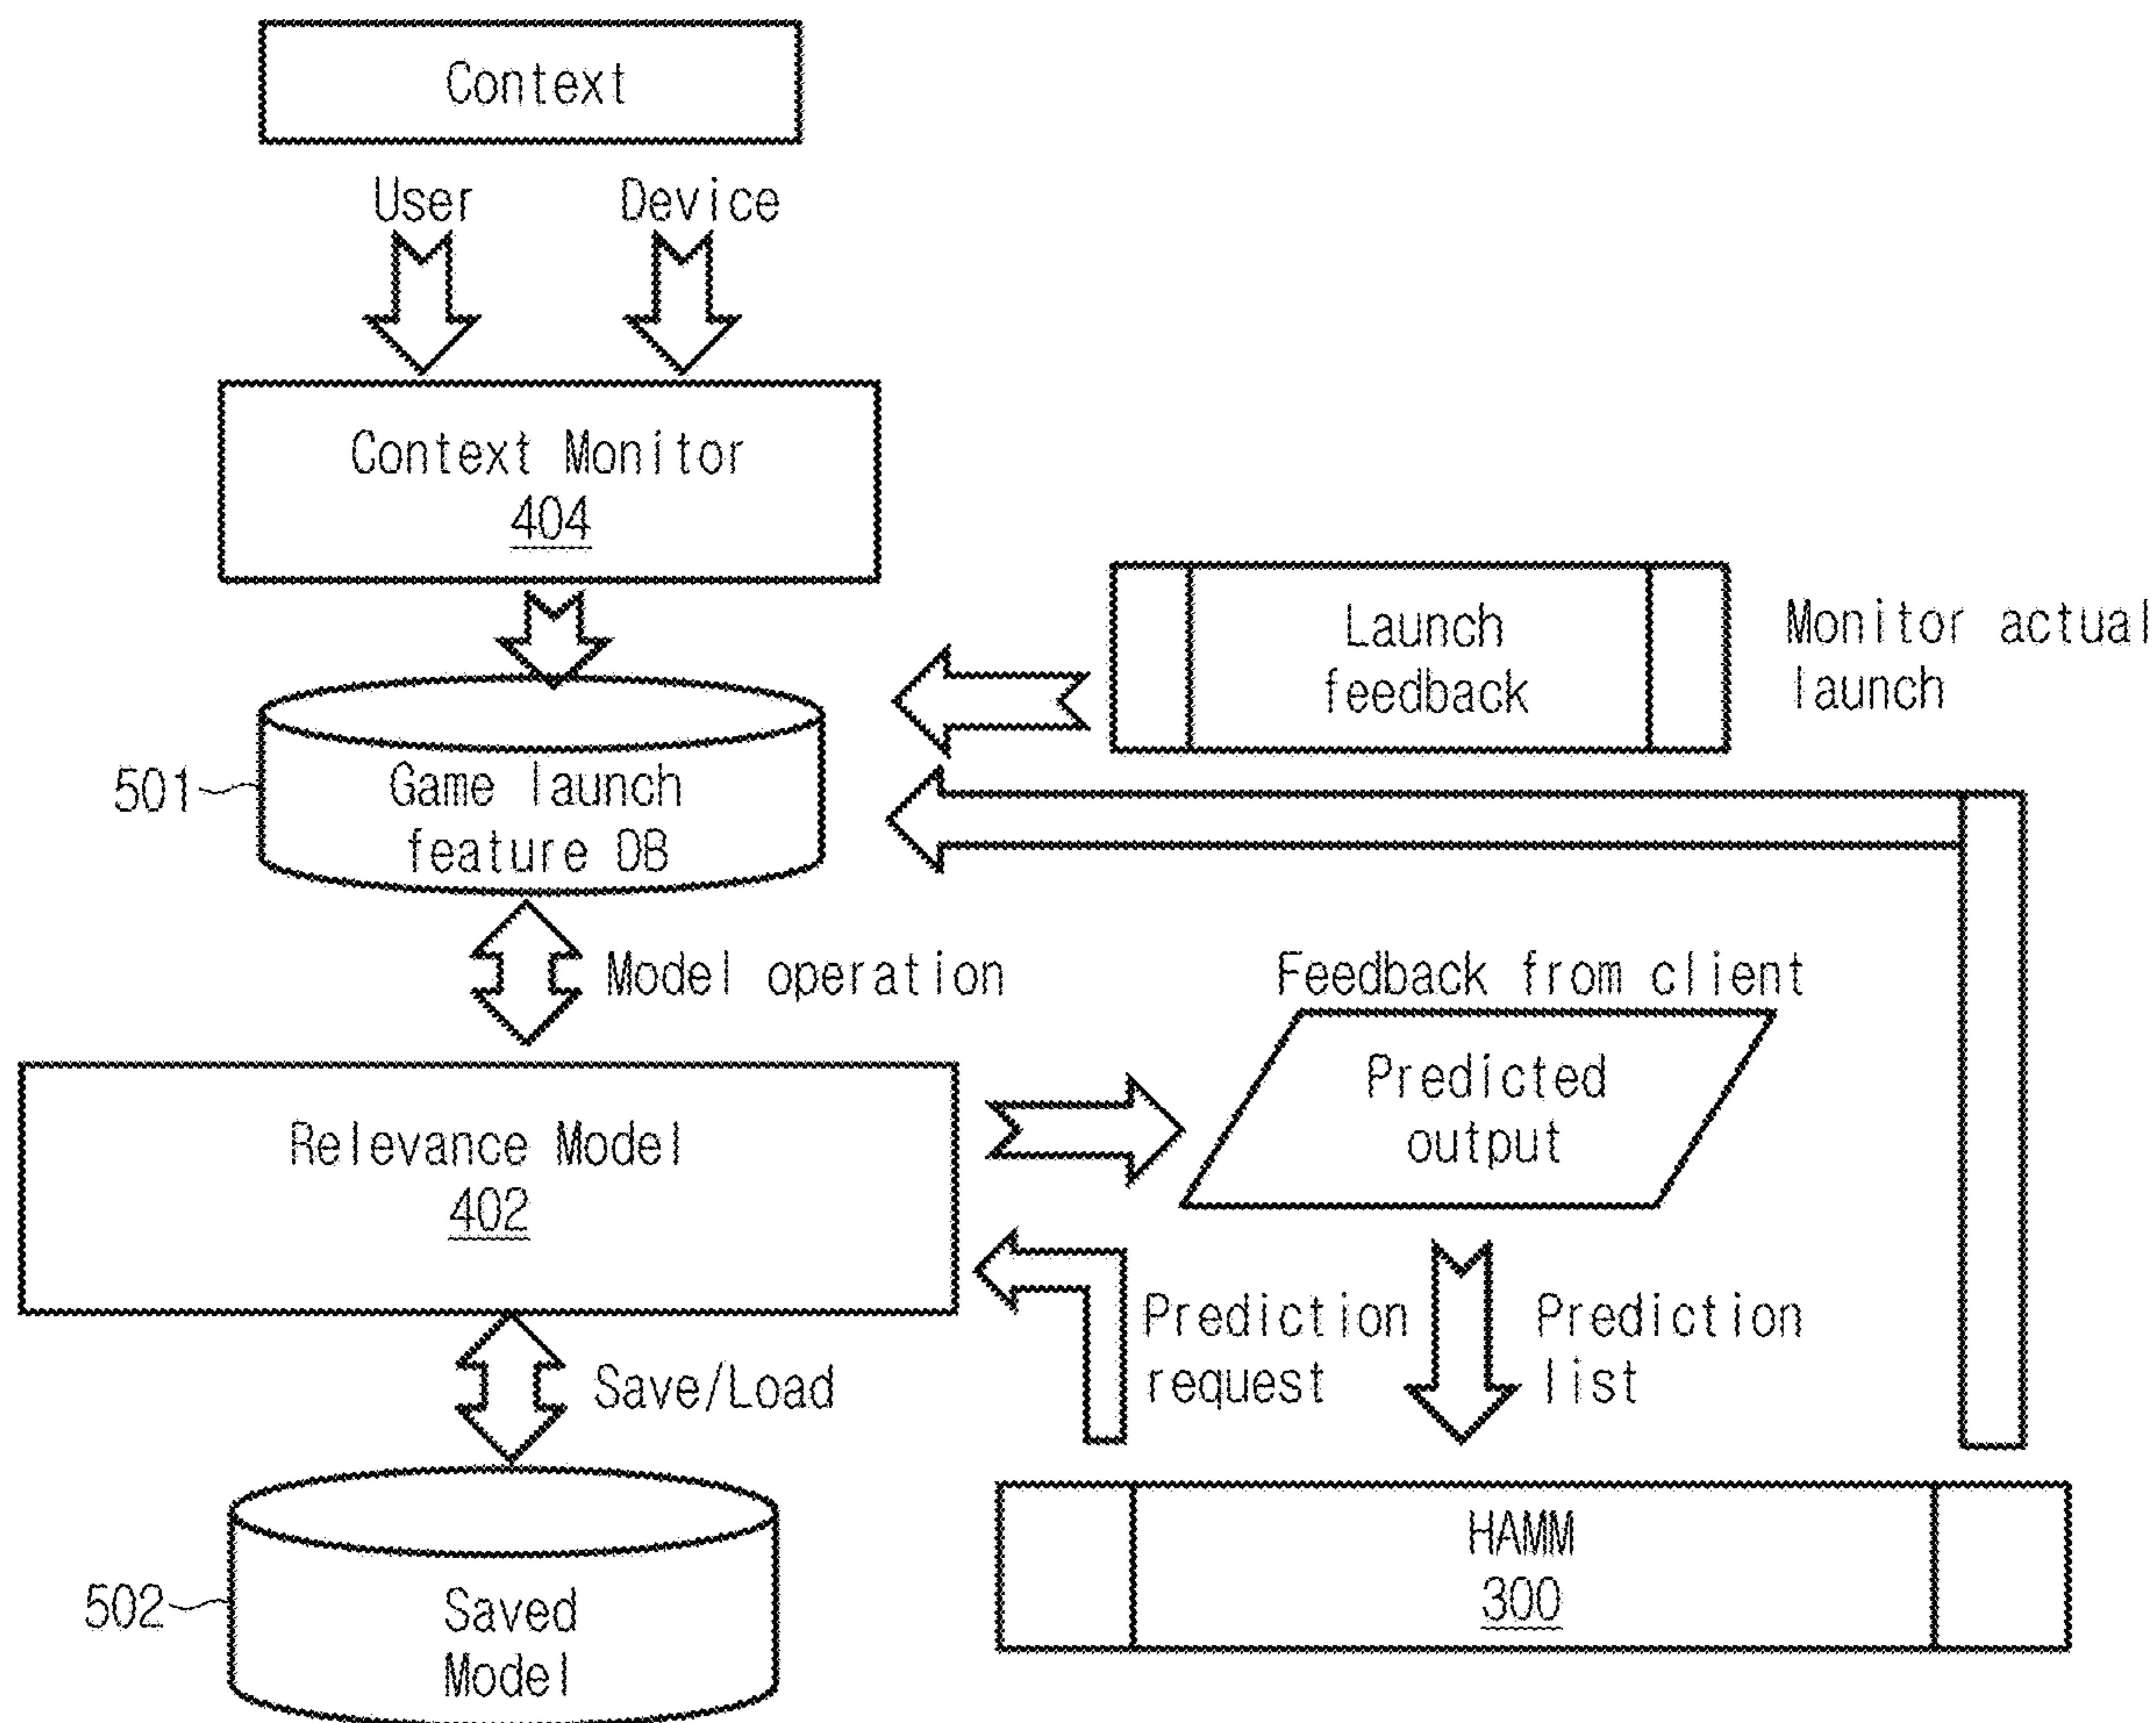 Context
User
Device
Context Monitor
404
Launch
feedback
Monitor actual
launch
501
Game launch
feature DB
Model operation
Feedback from client
Predicted
output
Relevance Model
402
Prediction
request
Prediction
list
Save/Load
HAMM
300
502
Saved
Model